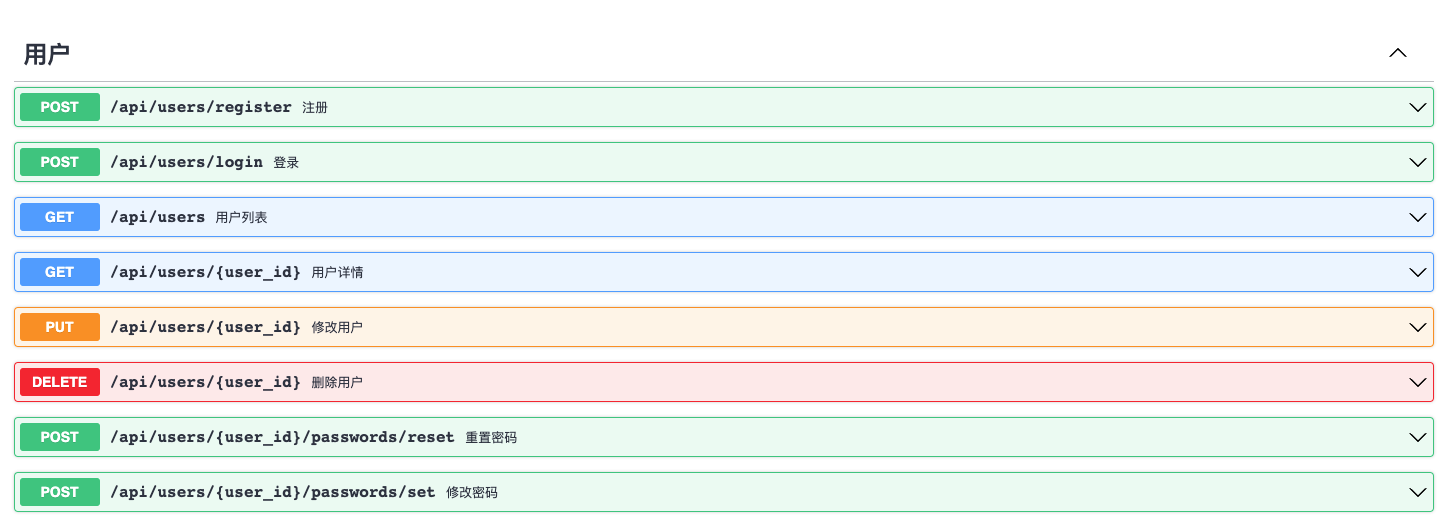 用户
POST /api/users/register 注册
POST /api/users/login 登录
GET /api/users 用户列表
GET /api/users/{user_id} 用户详情
PUT /api/users/{user_id} 修改用户
DELETE /api/users/{user_id} 删除用户
POST /api/users/{user_id}/passwords/reset 重置密码
POST /api/users/{user_id}/passwords/set 修改密码